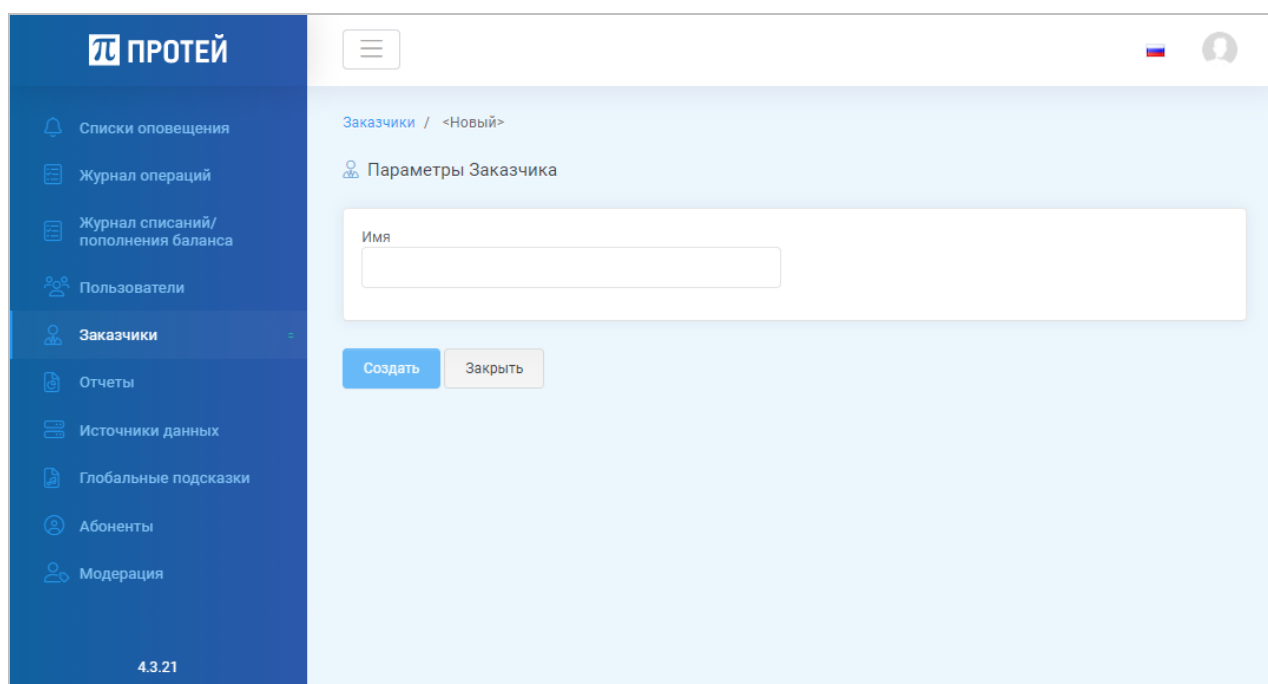 ПРОТЕЙ
Списки оповещения
Журнал операций
Журнал списаний/
пополнения баланса
Пользователи
Заказчики
Отчеты
Источники данных
Глобальные подсказки
Абоненты
Модерация
4.3.21
Заказчики / <Новый>
Параметры Заказчика
Имя
Создать Закрыть